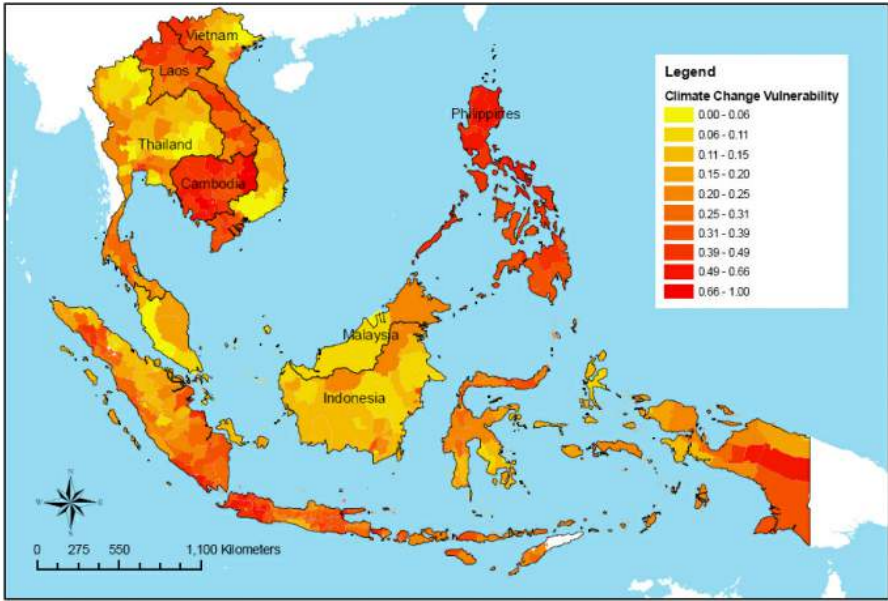 Vietnam
Laos
Thailand
Cambodia
Philippines
Malaysia
Indonesia
Legend
Climate Change Vulnerability
0.00 - 0.06
0.06 - 0.11
0.11 - 0.15
0.15 - 0.20
0.20 - 0.25
0.25 - 0.31
0.31 - 0.39
0.39 - 0.49
0.49 - 0.66
0.66 - 1.00
N
W E
S
0 275 550 1,100 Kilometers